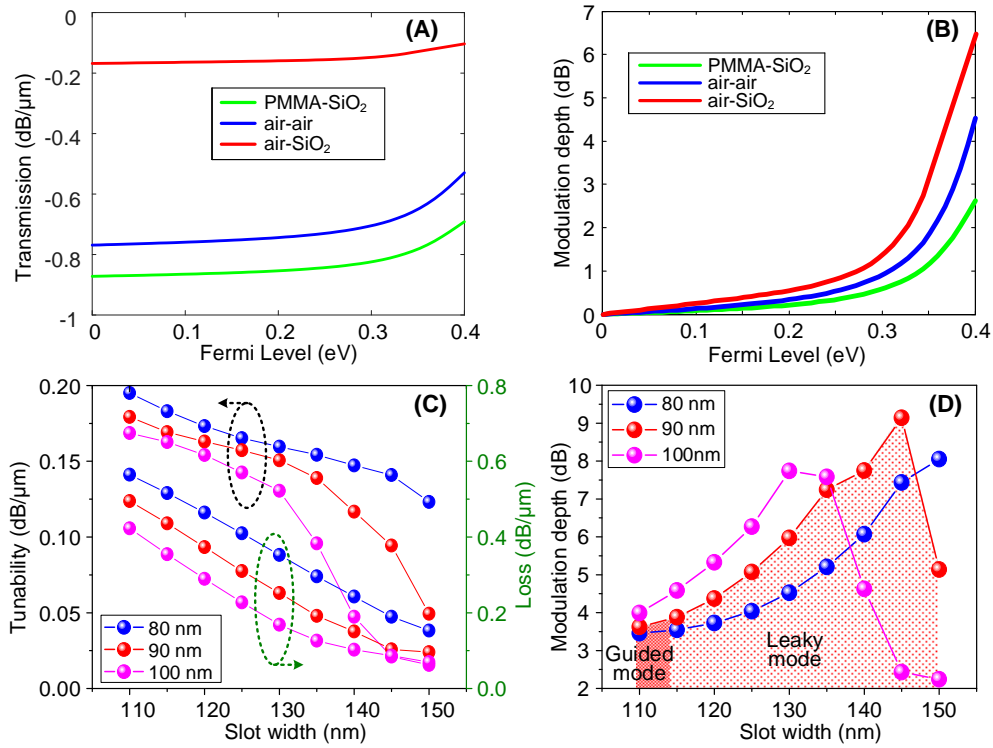 (A)
0
-0.2
-0.4
-0.6
-0.8
-1
Transmission (dB/μm)
PMMA-SiO₂
air-air
air-SiO₂
0 0.1 0.2 0.3 0.4
Fermi Level (eV)
(B)
7
6
5
4
3
2
1
0
Modulation depth (dB)
PMMA-SiO₂
air-air
air-SiO₂
0 0.1 0.2 0.3 0.4
Fermi Level (eV)
(C)
0.20
0.15
0.10
0.05
0.00
Tunability (dB/μm)
80 nm
90 nm
100 nm
0.8
0.6
0.4
0.2
0.0
Loss (dB/μm)
110 120 130 140 150
Slot width (nm)
(D)
10
9
8
7
6
5
4
3
2
Modulation depth (dB)
80 nm
90 nm
100nm
Guided
mode
Leaky
mode
110 120 130 140 150
Slot width (nm)